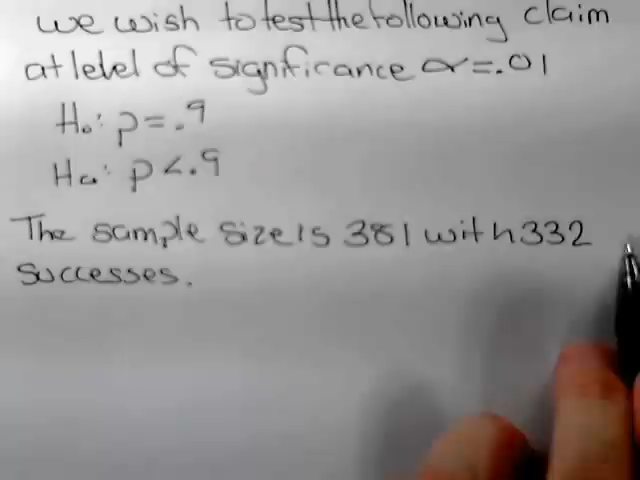 we wish to test the following claim
at level of significance α=.01
Ho: p=.9
Ha: p<.9
The sample size is 381 with 332
successes.